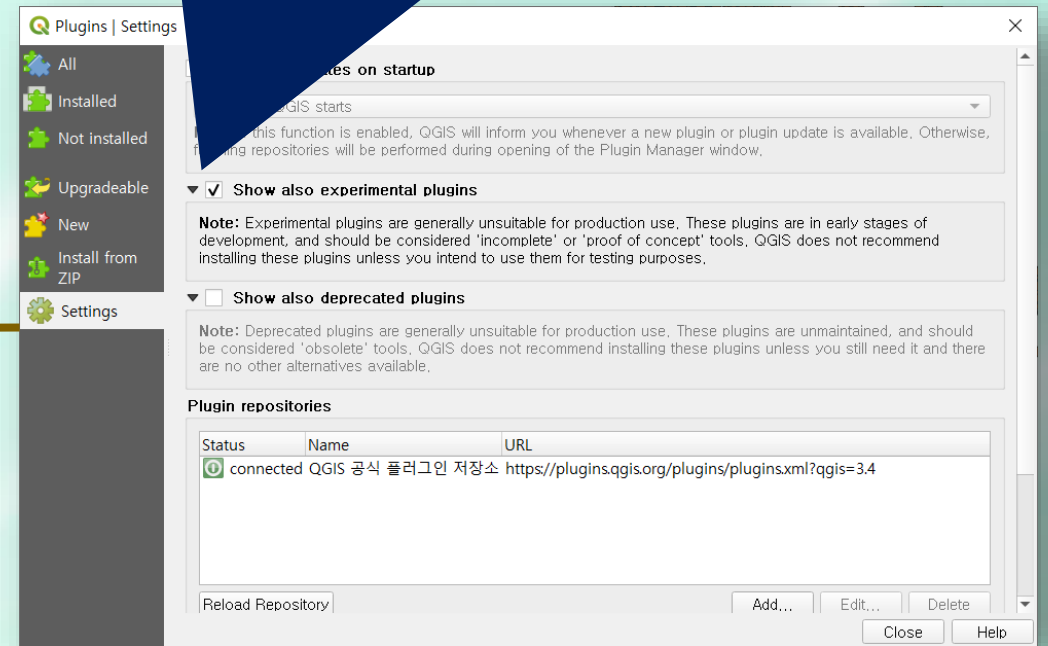 Plugins | Settings
All
Installed
Not installed
Upgradeable
New
Install from
ZIP
Settings
on startup
GIS starts
this function is enabled, QGIS will inform you whenever a new plugin or plugin update is available, Otherwise,
repositories will be performed during opening of the Plugin Manager window,
Show also experimental plugins
Note: Experimental plugins are generally unsuitable for production use, These plugins are in early stages of
development, and should be considered 'incomplete' or 'proof of concept' tools, QGIS does not recommend
installing these plugins unless you intend to use them for testing purposes,
Show also deprecated plugins
Note: Deprecated plugins are generally unsuitable for production use, These plugins are unmaintained, and should
be considered 'obsolete' tools, QGIS does not recommend installing these plugins unless you still need it and there
are no other alternatives available,
Plugin repositories
Status Name URL
connected QGIS 공식 플러그인 저장소 https://plugins.qgis.org/plugins/plugins.xml?qgis=3.4
Reload Repository Add... Edit... Delete
Close Help